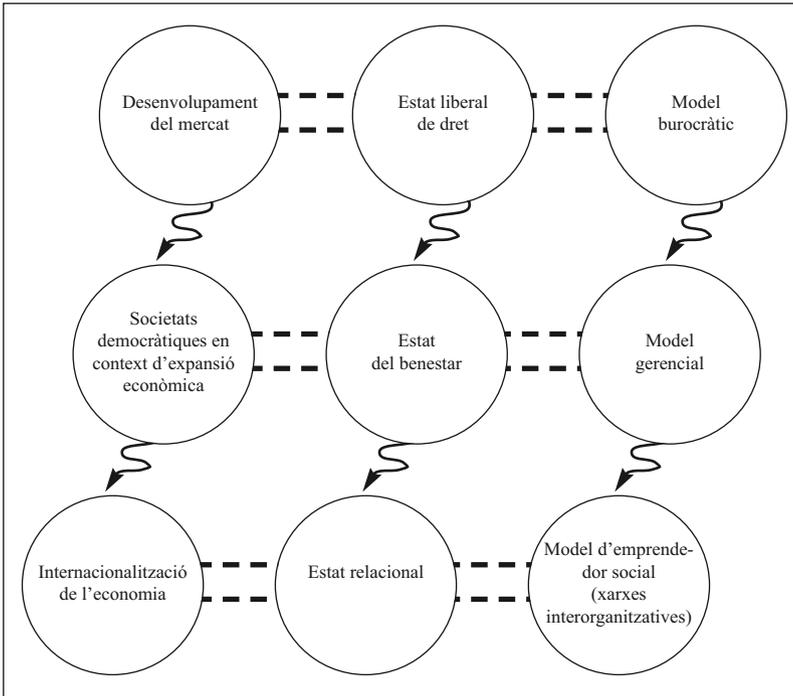 Desenvolupament
del mercat
Estat liberal
de dret
Model
burocràtic
Societats
democràtiques en
context d’expansió
econòmica
Estat
del benestar
Model
gerencial
Internacionalització
de l’economia
Estat relacional
Model d’emprende-
dor social
(xarxes
interorganitzatives)